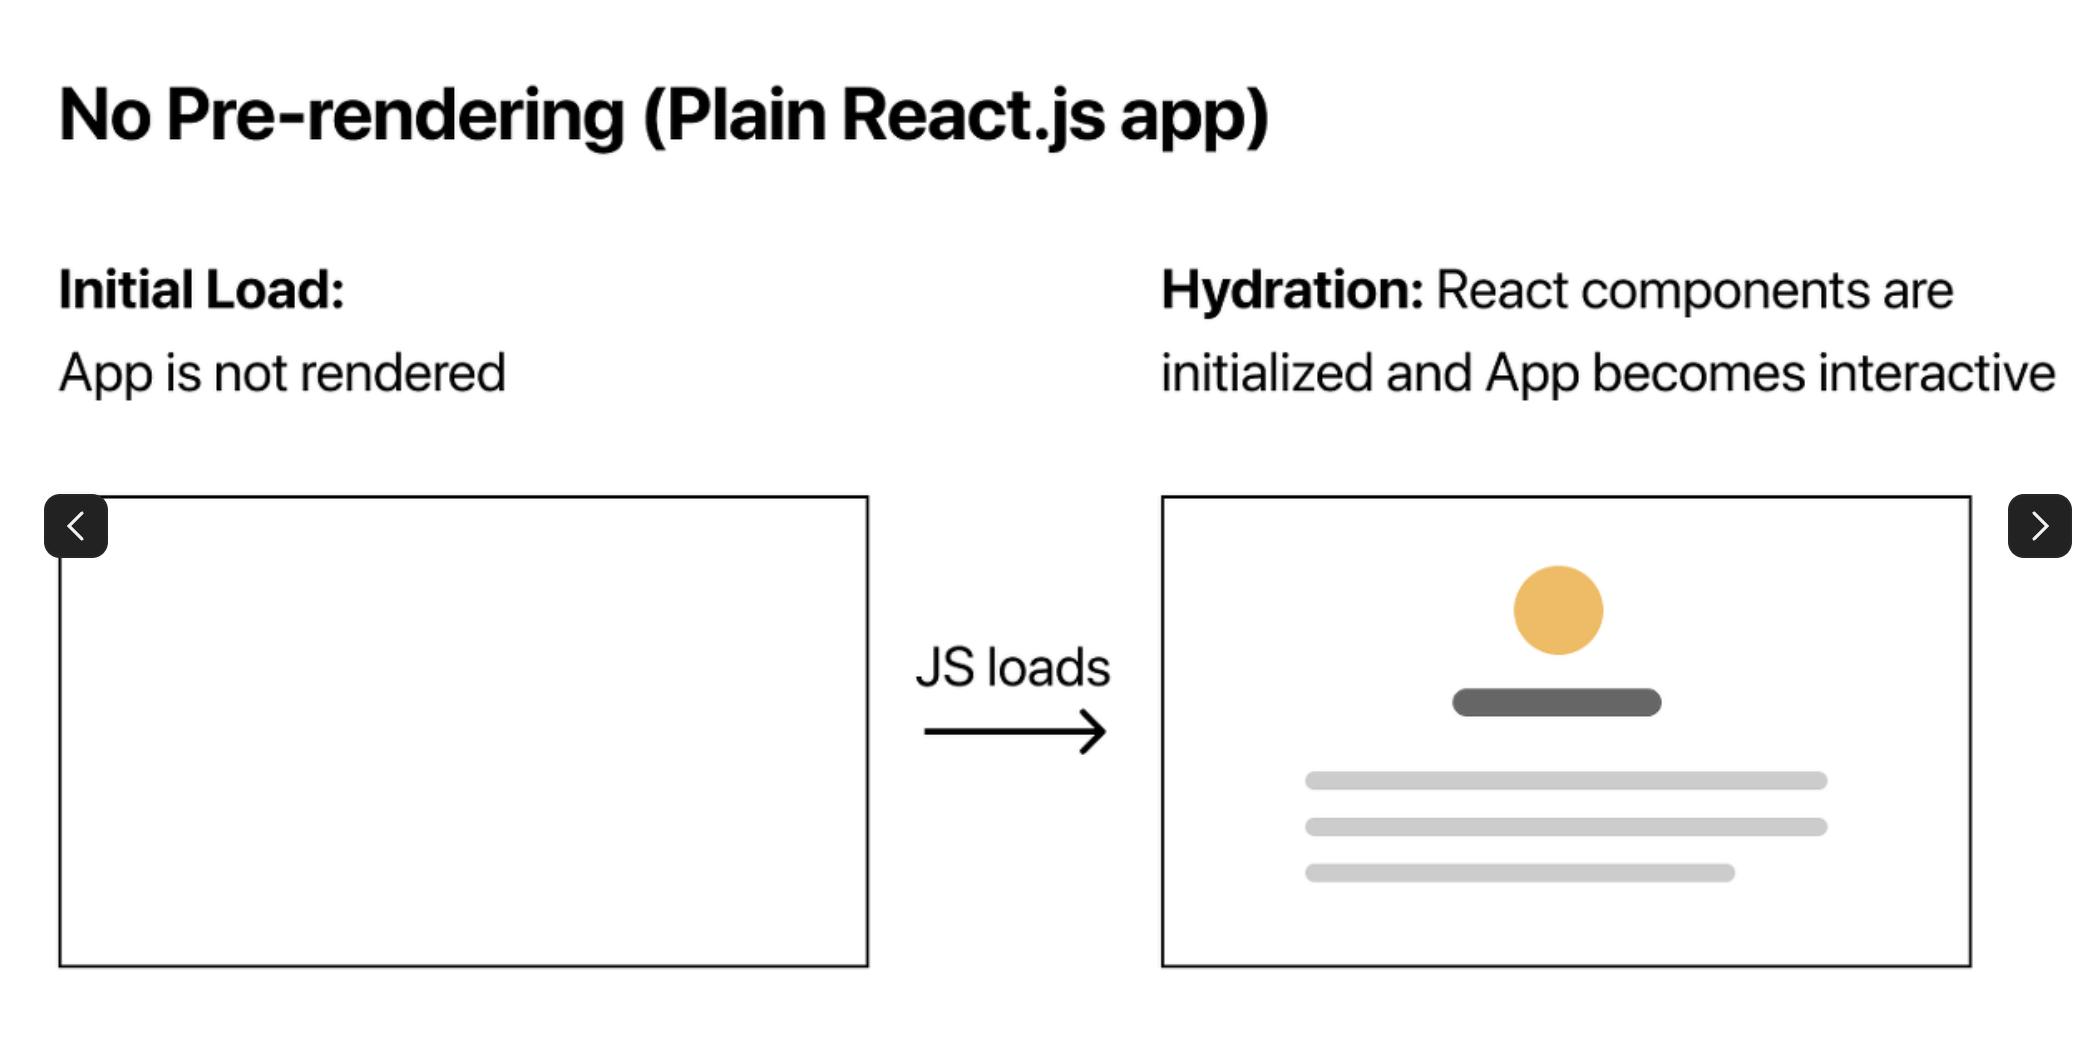 No Pre-rendering (Plain React.js app)
Initial Load:
App is not rendered
Hydration: React components are
initialized and App becomes interactive
JS loads